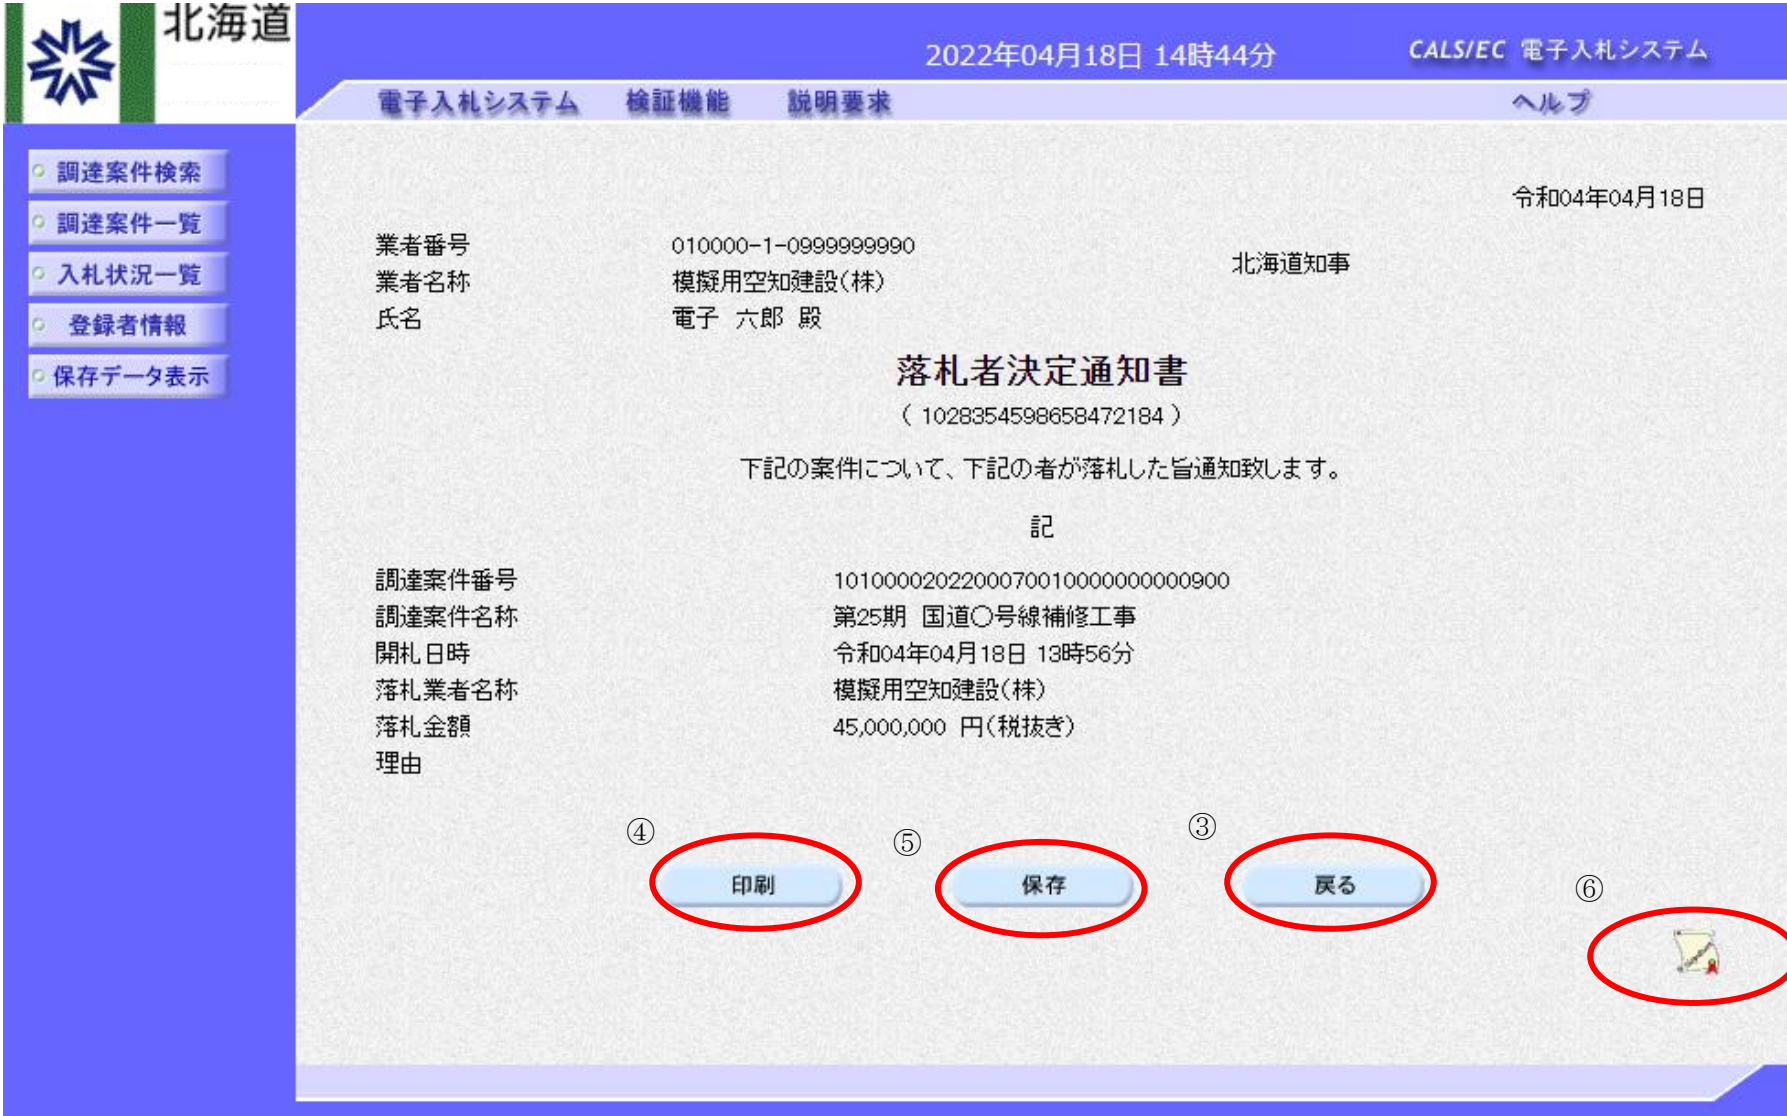 北海道
2022年04月18日 14時44分
CALS/EC 電子入札システム
電子入札システム 検証機能 説明要求 ヘルプ
調達案件検索
調達案件一覧
入札状況一覧
登録者情報
保存データ表示
令和04年04月18日
業者番号 010000-1-0999999990
北海道知事
業者名称 模擬用空知建設(株)
氏名 電子 六郎 殿
落札者決定通知書
( 1028354598658472184 )
下記の案件について、下記の者が落札した旨通知致します。
記
調達案件番号 1010000202200070010000000000900
調達案件名称 第25期 国道〇号線補修工事
開札日時 令和04年04月18日 13時56分
落札業者名称 模擬用空知建設(株)
落札金額 45,000,000 円(税抜き)
理由
④ 印刷
⑤ 保存
③ 戻る
⑥